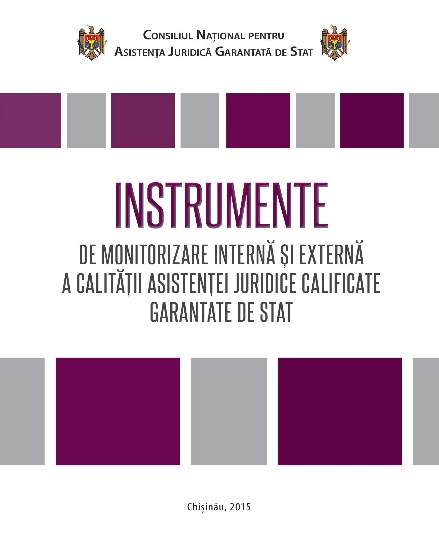 Consiliul Național pentru
Asistența Juridică Garantată de Stat
INSTRUMENTE
DE MONITORIZARE INTERNĂ ȘI EXTERNĂ
A CALITĂȚII ASISTENȚEI JURIDICE CALIFICATE
GARANTATE DE STAT
Chișinău, 2015